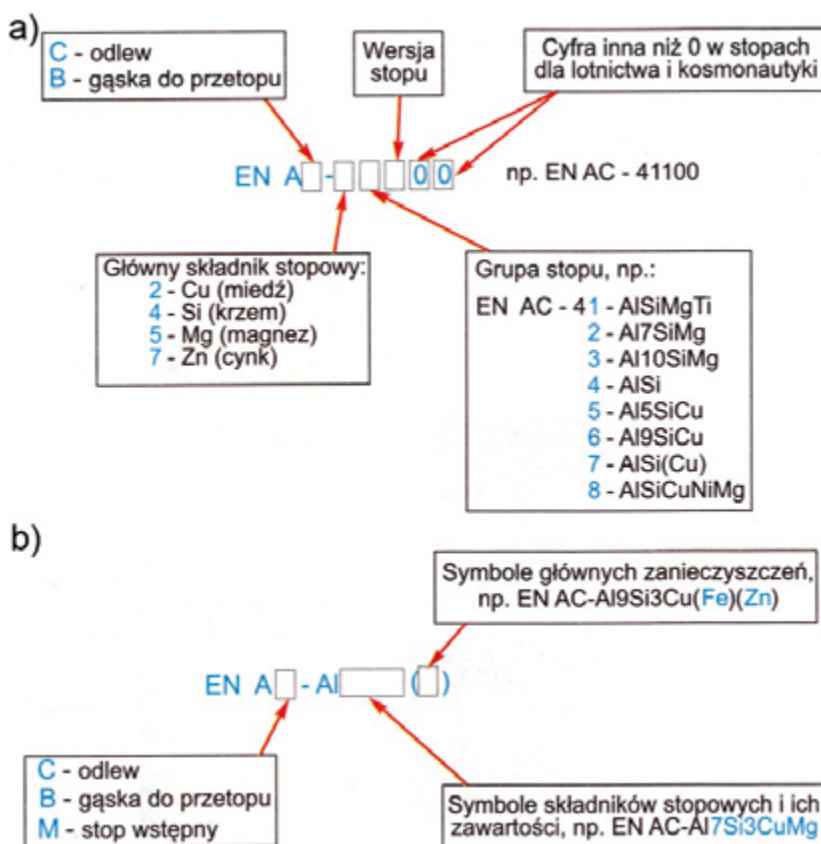 a)
C - odlew
B - gąska do przetopu
Wersja
stopu
Cyfra inna niż 0 w stopach
dla lotnictwa i kosmonautyki
EN A - 0 0 np. EN AC - 41100
Główny składnik stopowy:
2 - Cu (miedź)
4 - Si (krzem)
5 - Mg (magnez)
7 - Zn (cynk)
Grupa stopu, np.:
EN AC - 41 - AlSiMgTi
2 - Al7SiMg
3 - Al10SiMg
4 - AlSi
5 - Al5SiCu
6 - Al9SiCu
7 - AlSi(Cu)
8 - AlSiCuNiMg
b)
Symbole głównych zanieczyszczeń,
np. EN AC-Al9Si3Cu(Fe)(Zn)
EN A - Al ( )
C - odlew
B - gąska do przetopu
M - stop wstępny
Symbole składników stopowych i ich
zawartości, np. EN AC-Al7Si3CuMg